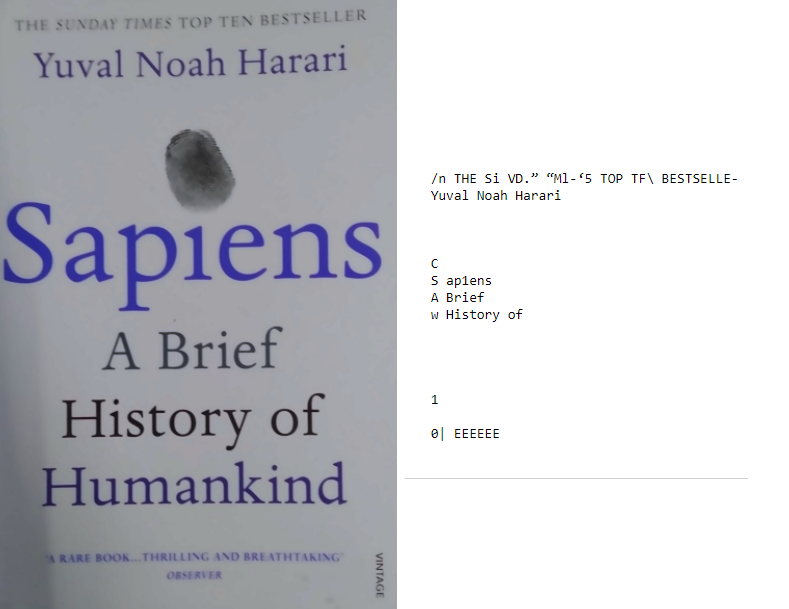 THE SUNDAY TIMES TOP TEN BESTSELLER
Yuval Noah Harari
Sapiens
A Brief
History of
Humankind
'A RARE BOOK...THRILLING AND BREATHTAKING'
OBSERVER
VINTAGE
/n THE Si VD.” “Ml-‘5 TOP TF\ BESTSELLE-
Yuval Noah Harari
C
S ap1ens
A Brief
w History of
1
0| EEEEEE